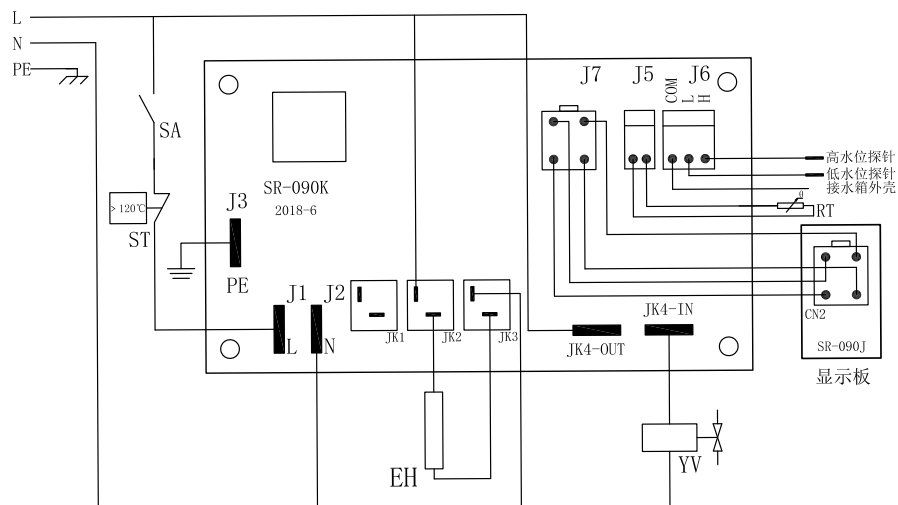 L
N
PE
SA
>120℃
ST
J3
PE
SR-090K
2018-6
J1
J2
L
N
JK1
JK2
JK3
JK4-OUT
JK4-IN
J7
J5
J6
COM
L
H
高水位探针
低水位探针
接水箱外壳
θ
RT
CN2
SR-090J
显示板
EH
YV